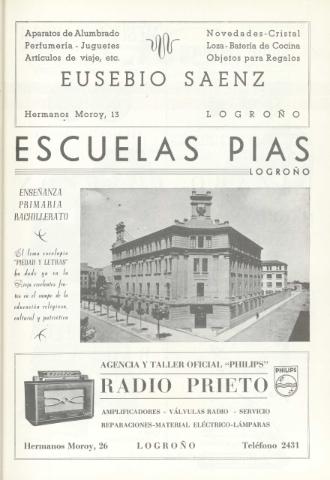 Aparatos de Alumbrado
Perfumería - Juguetes
Artículos de viaje, etc.
Novedades-Cristal
Loza-Batería de Cocina
Objetos para Regalos
EUSEBIO SAENZ
Hermanos Moroy, 13
LOGROÑO
ESCUELAS PIAS
LOGROÑO
ENSEÑANZA
PRIMARIA
BACHILLERATO
El lema escolapio
"PIEDAD Y LETRAS"
ha dado ya en la
Rioja excelentes fru-
tos en el campo de la
educación religiosa,
cultural y patriótica
AGENCIA Y TALLER OFICIAL "PHILIPS"
RADIO PRIETO
PHILIPS
AMPLIFICADORES - VÁLVULAS RADIO - SERVICIO
REPARACIONES-MATERIAL ELÉCTRICO-LÁMPARAS
Hermanos Moroy, 26
LOGROÑO
Teléfono 2431